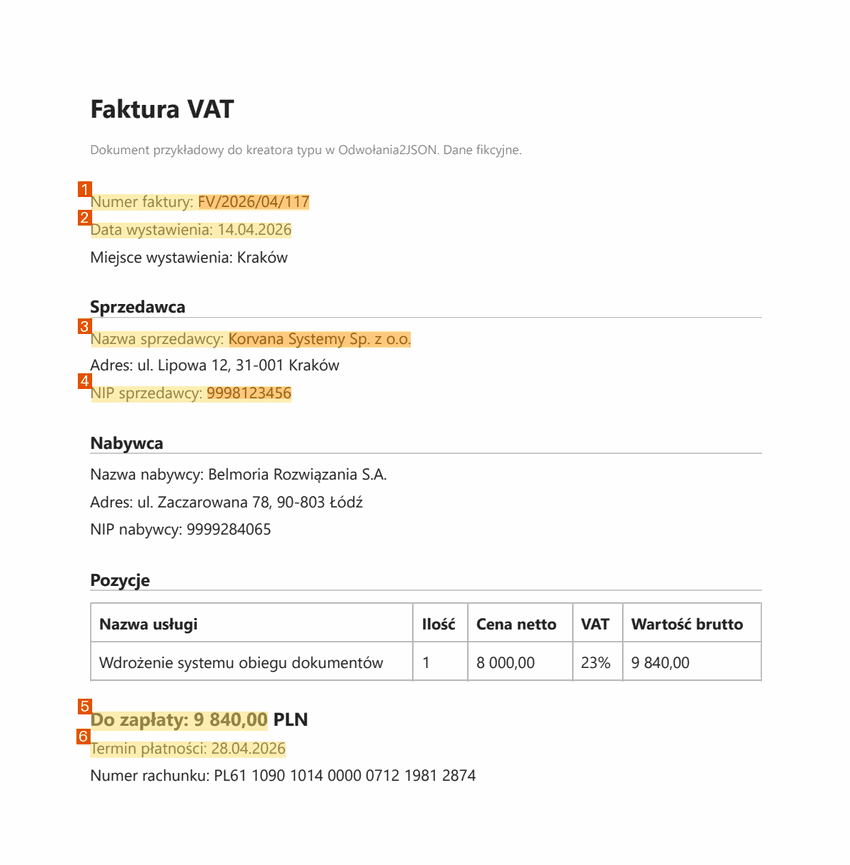 Faktura VAT
Dokument przykładowy do kreatora typu w Odwołania2JSON. Dane fikcyjne.
1
Numer faktury: FV/2026/04/117
2
Data wystawienia: 14.04.2026
Miejsce wystawienia: Kraków
Sprzedawca
3
Nazwa sprzedawcy: Korvana Systemy Sp. z o.o.
Adres: ul. Lipowa 12, 31-001 Kraków
4
NIP sprzedawcy: 9998123456
Nabywca
Nazwa nabywcy: Belmoria Rozwiązania S.A.
Adres: ul. Zaczarowana 78, 90-803 Łódź
NIP nabywcy: 9999284065
Pozycje
Nazwa usługi Ilość Cena netto VAT Wartość brutto
Wdrożenie systemu obiegu dokumentów 1 8 000,00 23% 9 840,00
5
Do zapłaty: 9 840,00 PLN
6
Termin płatności: 28.04.2026
Numer rachunku: PL61 1090 1014 0000 0712 1981 2874